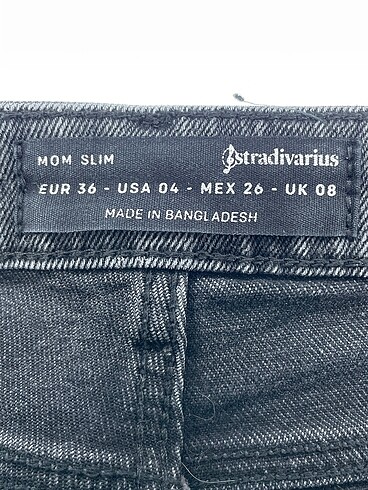 MOM SLIM stradivarius
EUR 36 - USA 04 - MEX 26 - UK 08
MADE IN BANGLADESH